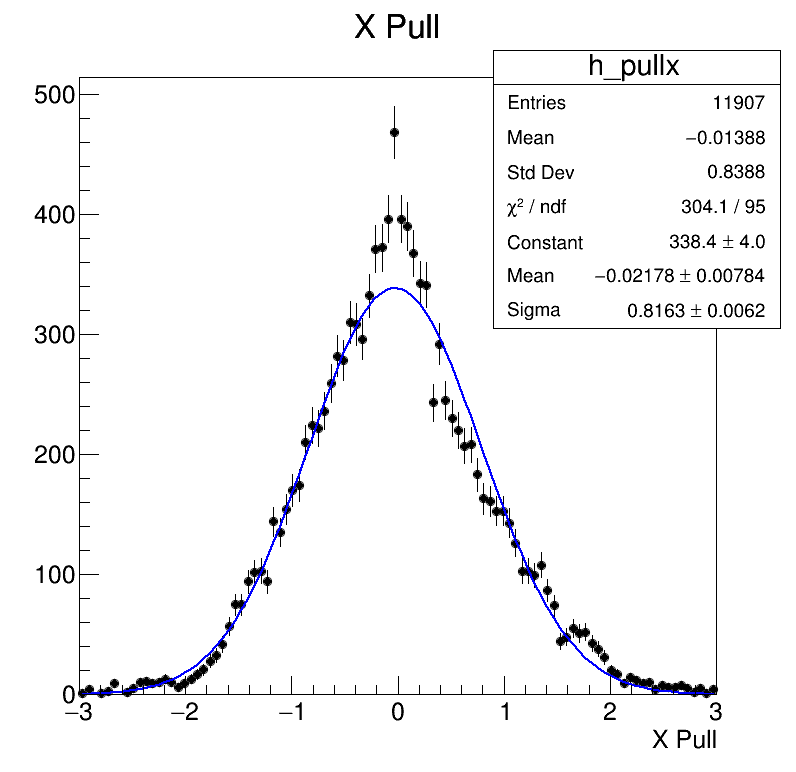 X Pull
h_pullx
Entries 11907
Mean −0.01388
Std Dev 0.8388
χ² / ndf 304.1 / 95
Constant 338.4 ± 4.0
Mean −0.02178 ± 0.00784
Sigma 0.8163 ± 0.0062
500
400
300
200
100
0
−3 −2 −1 0 1 2 3
X Pull